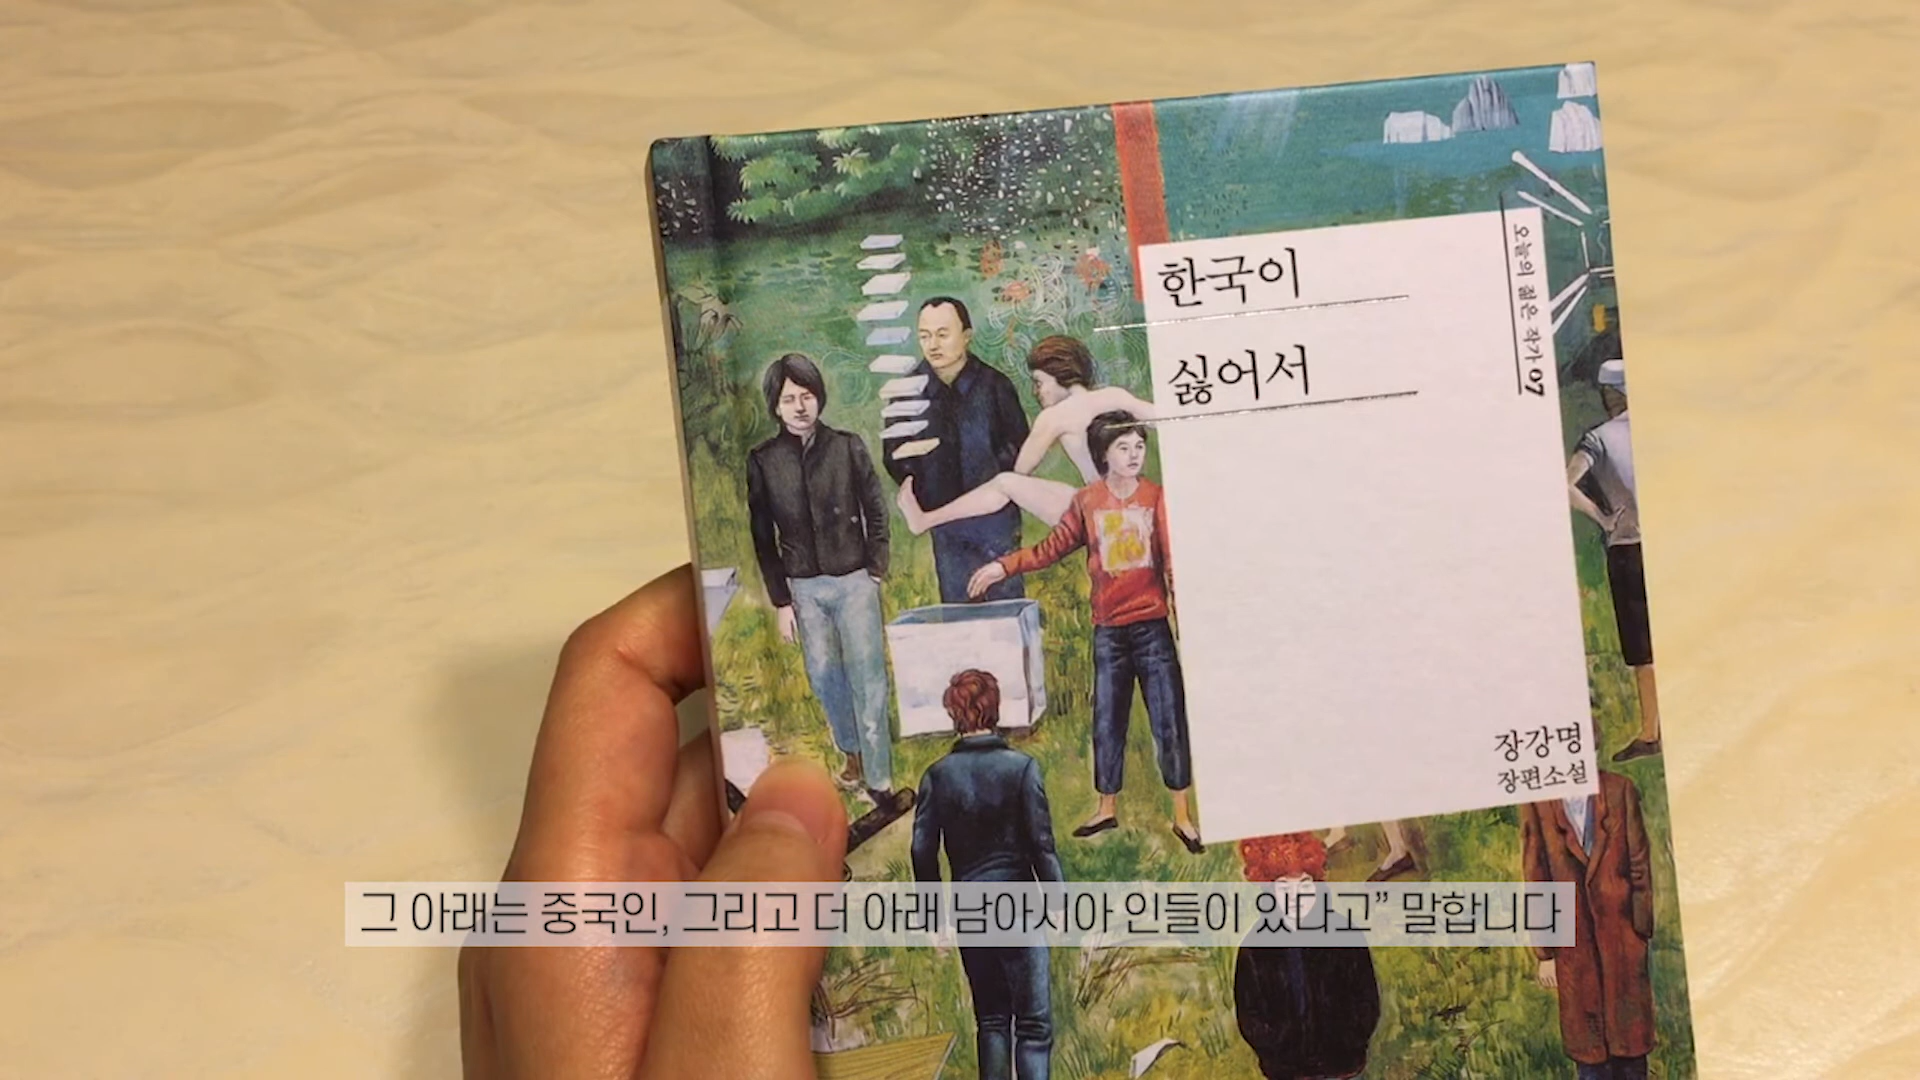 한국이
싫어서
오늘의 젊은 작가 07
장강명
장편소설
그 아래는 중국인, 그리고 더 아래 남아시아 인들이 있다고” 말합니다